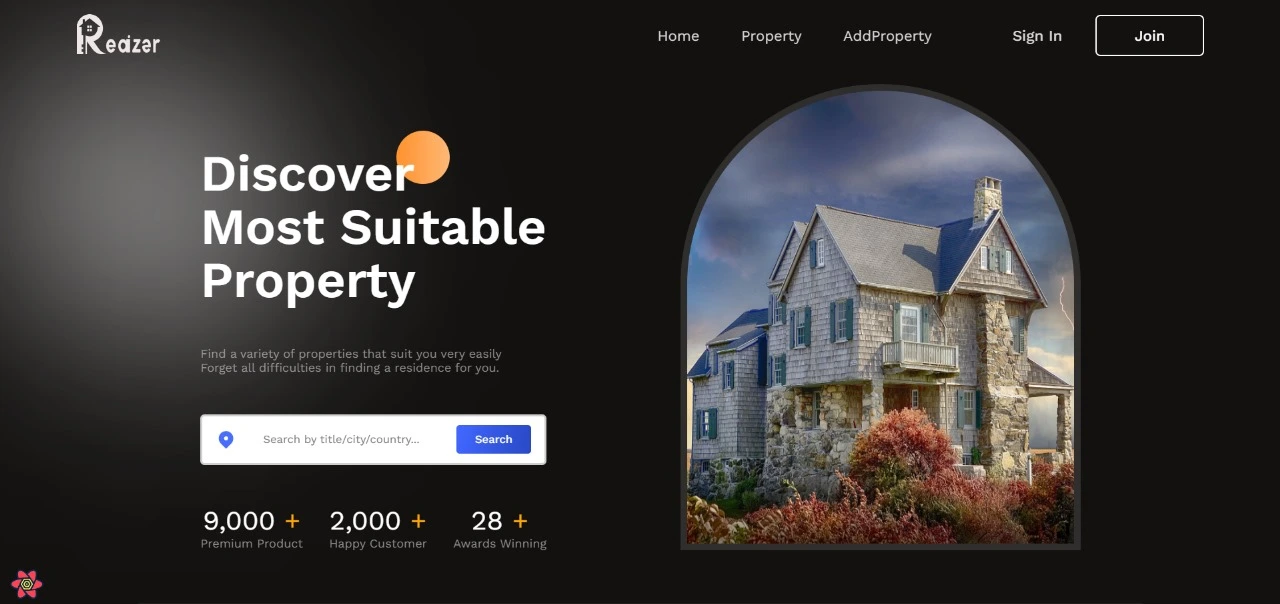 Reazer
Home Property AddProperty Sign In Join
Discover
Most Suitable
Property
Find a variety of properties that suit you very easily
Forget all difficulties in finding a residence for you.
Search by title/city/country... Search
9,000 + 2,000 + 28 +
Premium Product Happy Customer Awards Winning